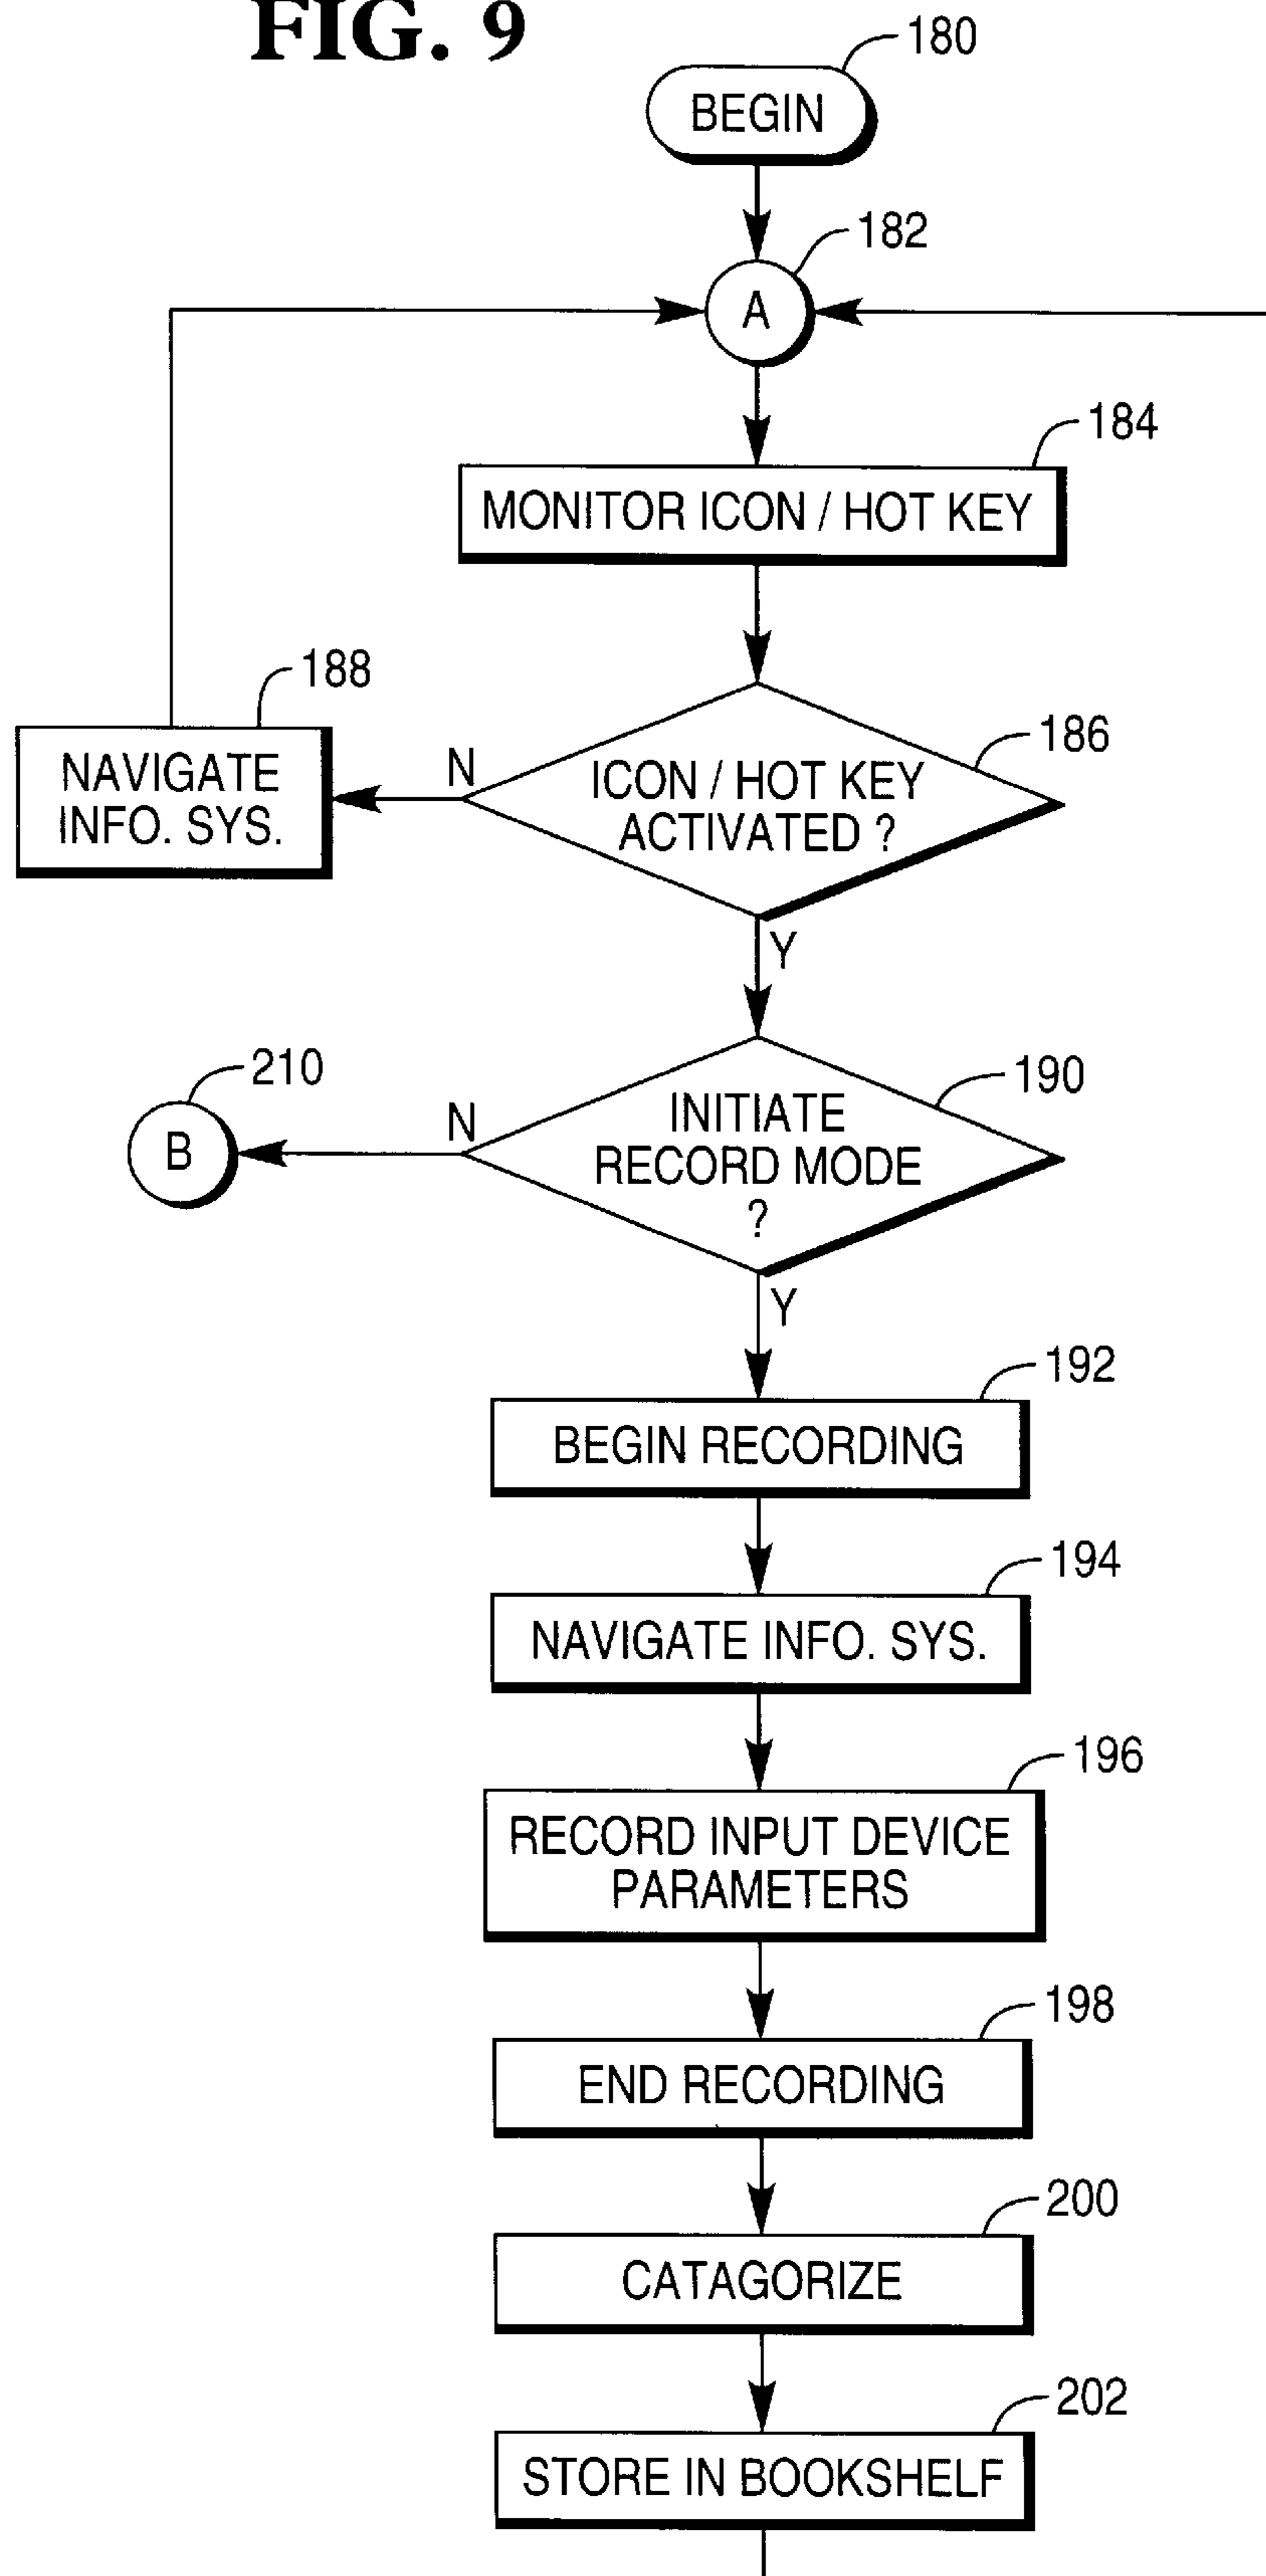 FIG. 9
180
BEGIN
182
A
184
MONITOR ICON / HOT KEY
188
NAVIGATE
INFO. SYS.
N
186
ICON / HOT KEY
ACTIVATED ?
Y
210
B
N
190
INITIATE
RECORD MODE
?
Y
192
BEGIN RECORDING
194
NAVIGATE INFO. SYS.
196
RECORD INPUT DEVICE
PARAMETERS
198
END RECORDING
200
CATAGORIZE
202
STORE IN BOOKSHELF